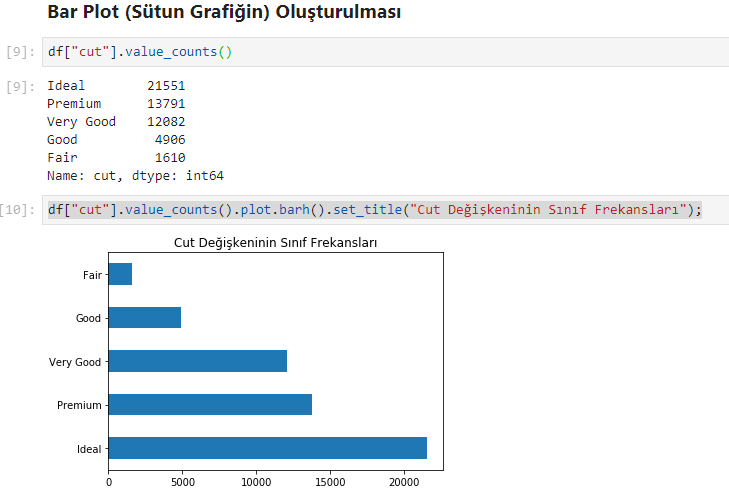 Bar Plot (Sütun Grafiğin) Oluşturulması
[9]: df["cut"].value_counts()
[9]: Ideal 21551
Premium 13791
Very Good 12082
Good 4906
Fair 1610
Name: cut, dtype: int64
[10]: df["cut"].value_counts().plot.barh().set_title("Cut Değişkeninin Sınıf Frekansları");
Cut Değişkeninin Sınıf Frekansları
Fair
Good
Very Good
Premium
Ideal
0 5000 10000 15000 20000